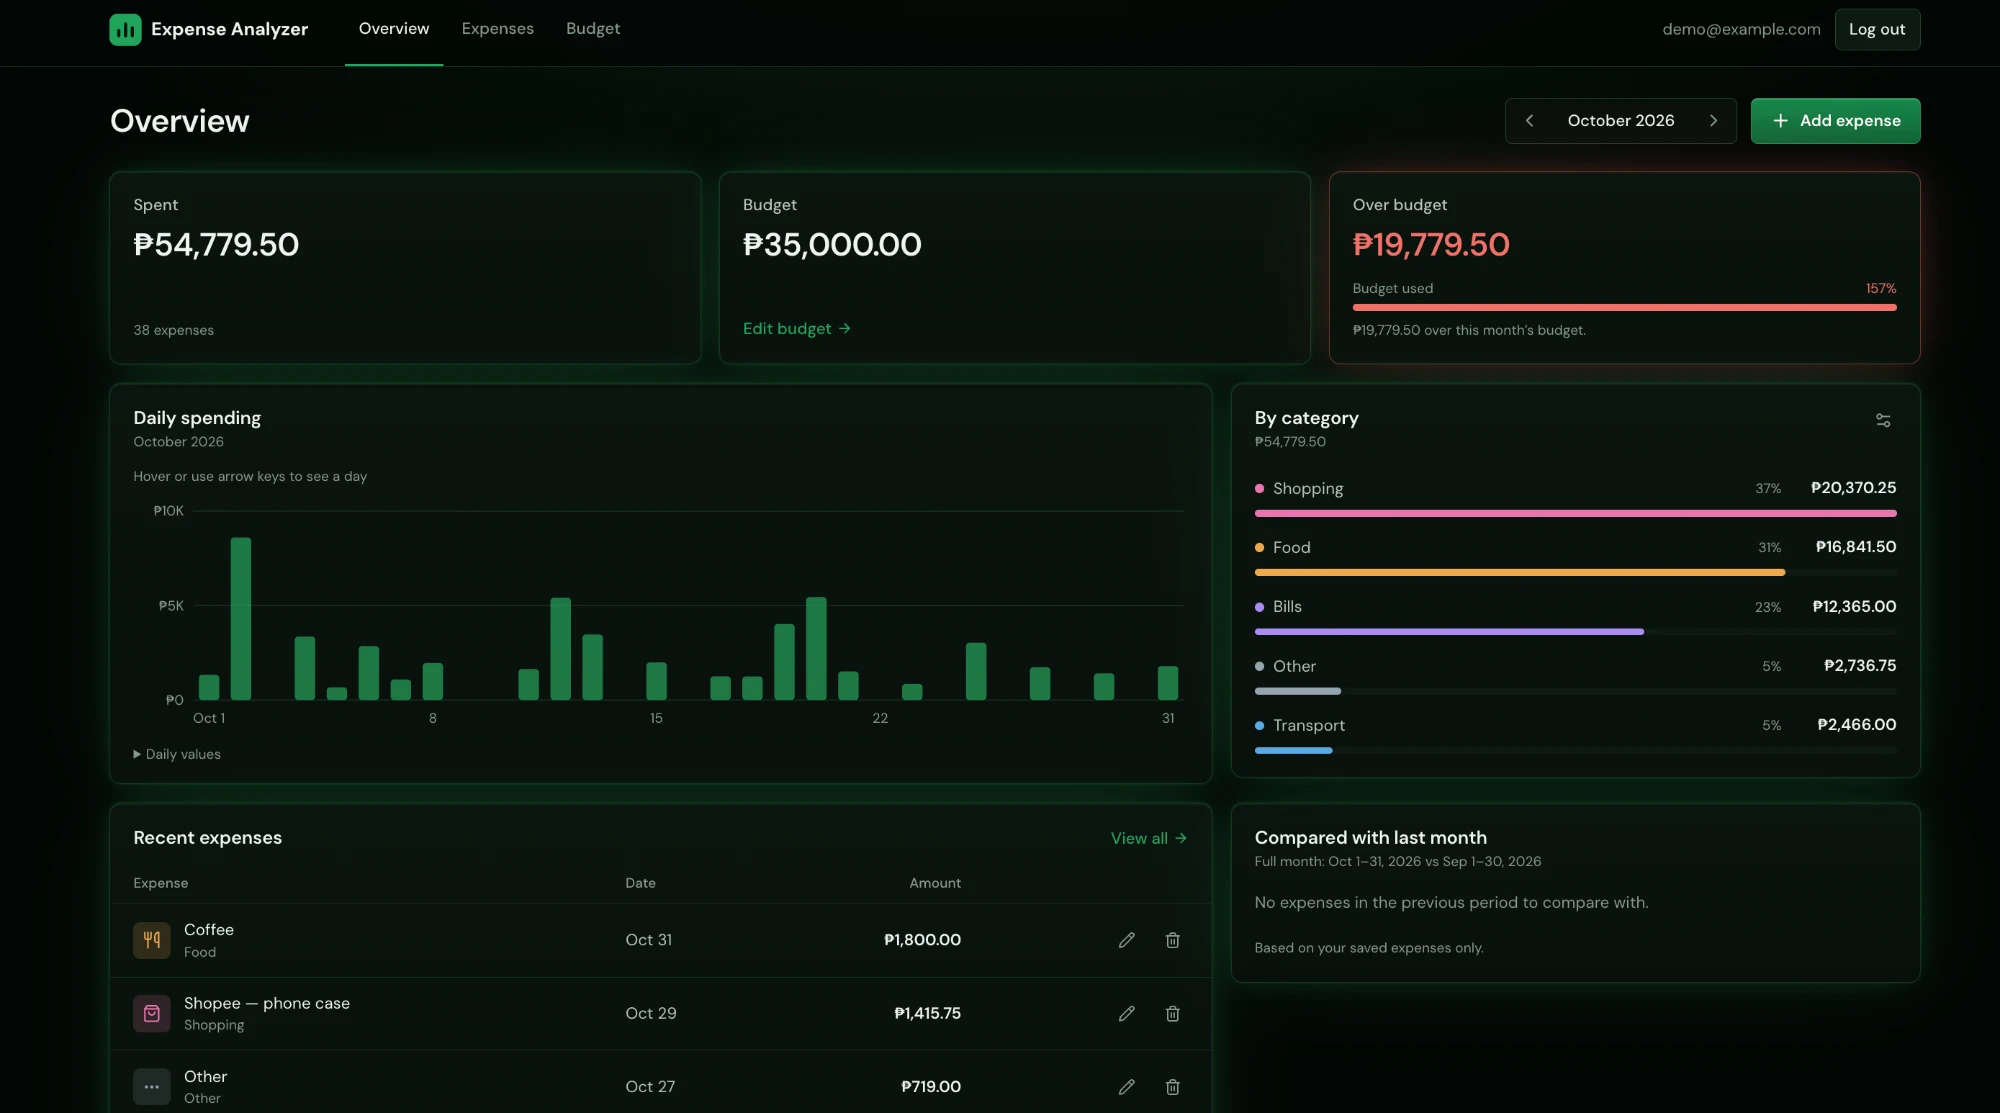 Expense Analyzer
Overview
Expenses
Budget
demo@example.com
Log out
Overview
October 2026
Add expense
Spent
₱54,779.50
38 expenses
Budget
₱35,000.00
Edit budget →
Over budget
₱19,779.50
Budget used 157%
₱19,779.50 over this month's budget.
Daily spending
October 2026
Hover or use arrow keys to see a day
₱10K
₱5K
₱0
Oct 1 8 15 22 31
Daily values
By category
₱54,779.50
Shopping 37% ₱20,370.25
Food 31% ₱16,841.50
Bills 23% ₱12,365.00
Other 5% ₱2,736.75
Transport 5% ₱2,466.00
Recent expenses
View all →
Expense Date Amount
Coffee
Food
Oct 31 ₱1,800.00
Shopee — phone case
Shopping
Oct 29 ₱1,415.75
Other
Other
Oct 27 ₱719.00
Compared with last month
Full month: Oct 1–31, 2026 vs Sep 1–30, 2026
No expenses in the previous period to compare with.
Based on your saved expenses only.